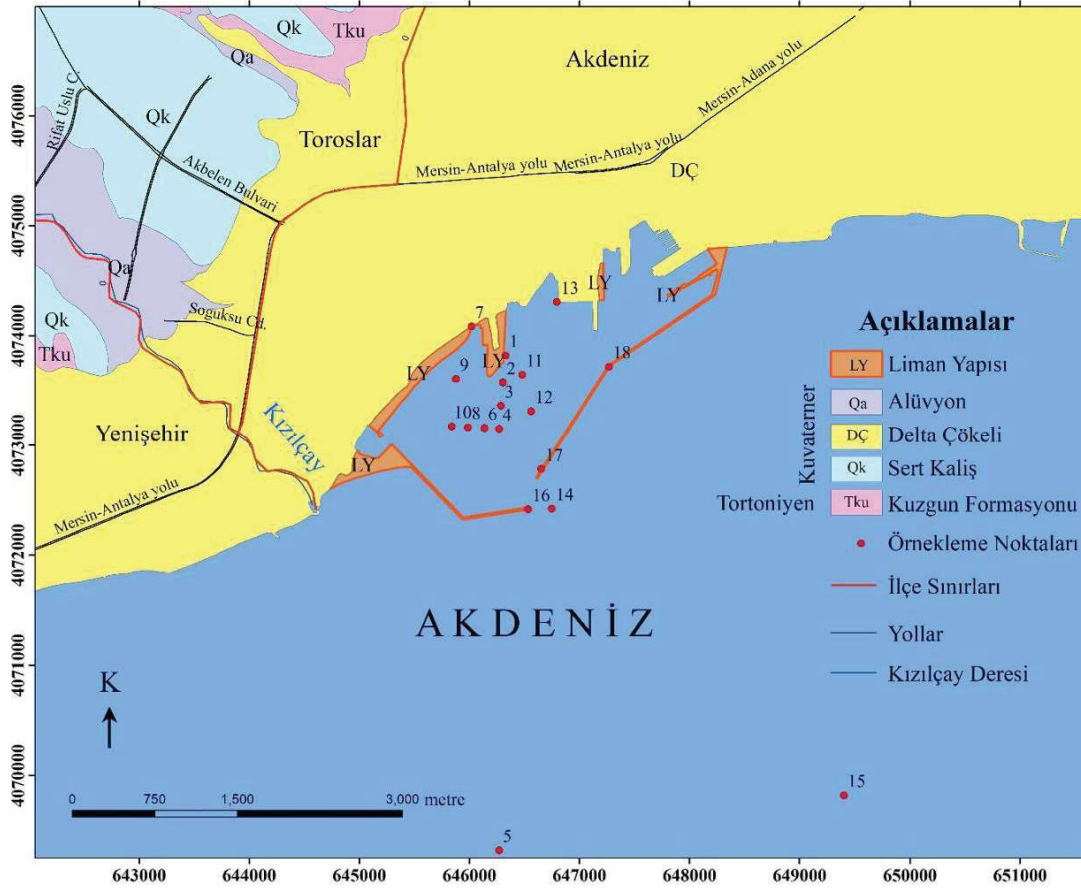 Qk
Tku
Qa
Akdeniz
Mersin-Adana yolu
Rifat Uslu C.
Qk
Toroslar
Akbelen Bulvari
Mersin-Antalya yolu
Mersin-Antalya yolu
DÇ
Qa
Soguksu Cd.
Qk
Tku
Yenişehir
Kızılçay
Mersin-Antalya yolu
LY
LY
LY
LY
LY
13
7
1
2
11
9
3
12
10
8
6
4
18
17
16
14
15
5
AKDENİZ
K
0
750
1,500
3,000 metre
Açıklamalar
LY Liman Yapısı
Qa Alüvyon
DÇ Delta Çökeli
Qk Sert Kaliş
Tku Kuzgun Formasyonu
Kuvaterner
Tortoniyen
Örnekleme Noktaları
İlçe Sınırları
Yollar
Kızılçay Deresi
4076000
4075000
4074000
4073000
4072000
4071000
4070000
643000
644000
645000
646000
647000
648000
649000
650000
651000